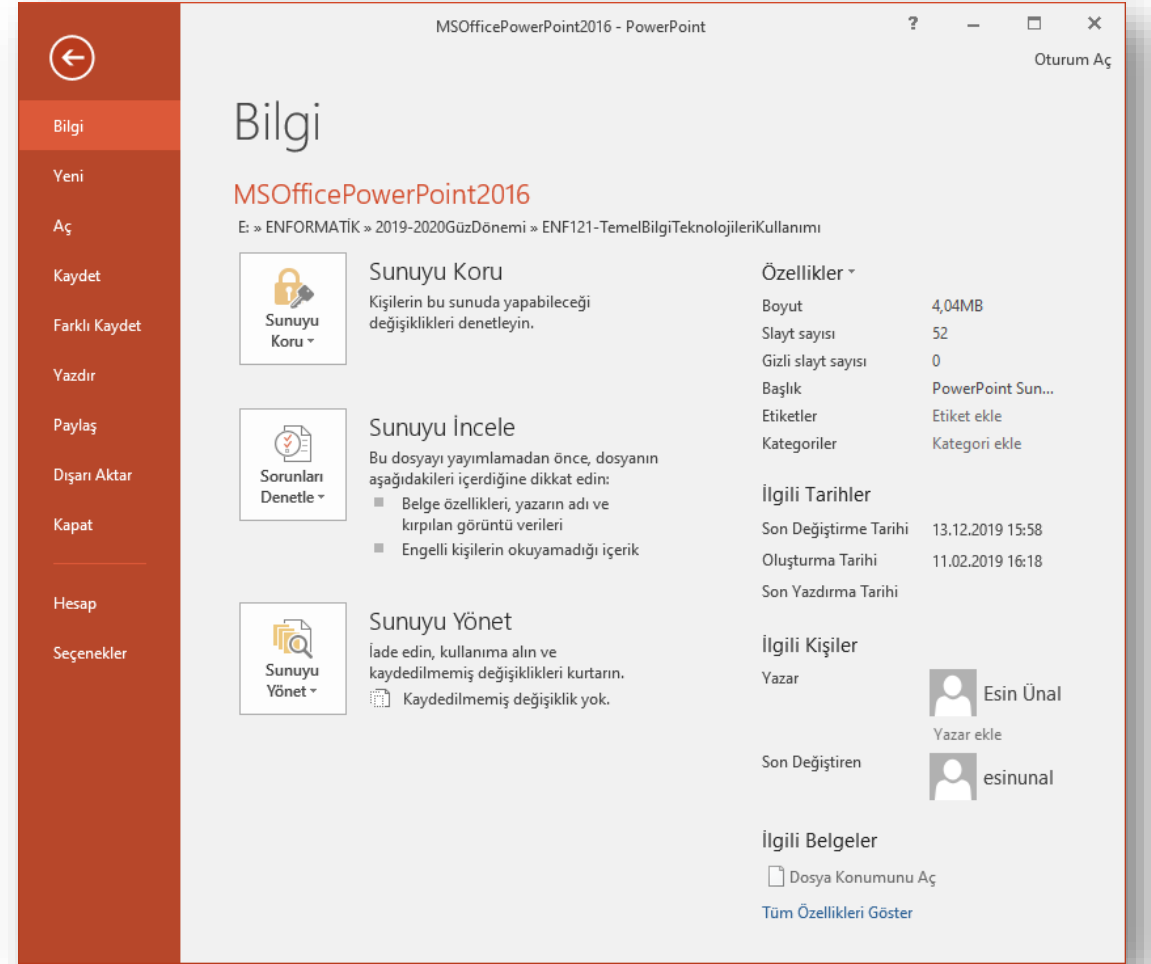 MSOfficePowerPoint2016 - PowerPoint
?
Oturum Aç
Bilgi
Yeni
Aç
Kaydet
Farklı Kaydet
Yazdır
Paylaş
Dışarı Aktar
Kapat
Hesap
Seçenekler
Bilgi
MSOfficePowerPoint2016
E: » ENFORMATİK » 2019-2020GüzDönemi » ENF121-TemelBilgiTeknolojileriKullanımı
Sunuyu
Koru
Sunuyu Koru
Kişilerin bu sunuda yapabileceği
değişiklikleri denetleyin.
Sorunları
Denetle
Sunuyu İncele
Bu dosyayı yayımlamadan önce, dosyanın
aşağıdakileri içerdiğine dikkat edin:
Belge özellikleri, yazarın adı ve
kırpılan görüntü verileri
Engelli kişilerin okuyamadığı içerik
Sunuyu
Yönet
Sunuyu Yönet
İade edin, kullanıma alın ve
kaydedilmemiş değişiklikleri kurtarın.
Kaydedilmemiş değişiklik yok.
Özellikler
Boyut 4,04MB
Slayt sayısı 52
Gizli slayt sayısı 0
Başlık PowerPoint Sun...
Etiketler Etiket ekle
Kategoriler Kategori ekle
İlgili Tarihler
Son Değiştirme Tarihi 13.12.2019 15:58
Oluşturma Tarihi 11.02.2019 16:18
Son Yazdırma Tarihi
İlgili Kişiler
Yazar Esin Ünal
Yazar ekle
Son Değiştiren esinunal
İlgili Belgeler
Dosya Konumunu Aç
Tüm Özellikleri Göster